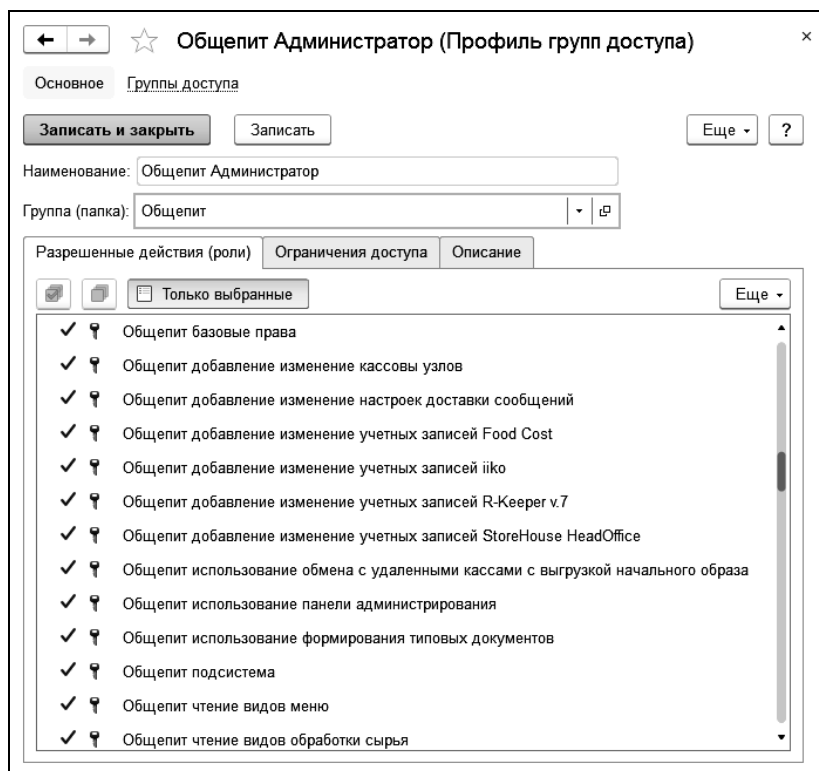 Общепит Администратор (Профиль групп доступа)
Основное Группы доступа
Записать и закрыть Записать Еще ?
Наименование: Общепит Администратор
Группа (папка): Общепит
Разрешенные действия (роли) Ограничения доступа Описание
Только выбранные Еще
Общепит базовые права
Общепит добавление изменение кассовы узлов
Общепит добавление изменение настроек доставки сообщений
Общепит добавление изменение учетных записей Food Cost
Общепит добавление изменение учетных записей iiko
Общепит добавление изменение учетных записей R-Keeper v.7
Общепит добавление изменение учетных записей StoreHouse HeadOffice
Общепит использование обмена с удаленными кассами с выгрузкой начального образа
Общепит использование панели администрирования
Общепит использование формирования типовых документов
Общепит подсистема
Общепит чтение видов меню
Общепит чтение видов обработки сырья